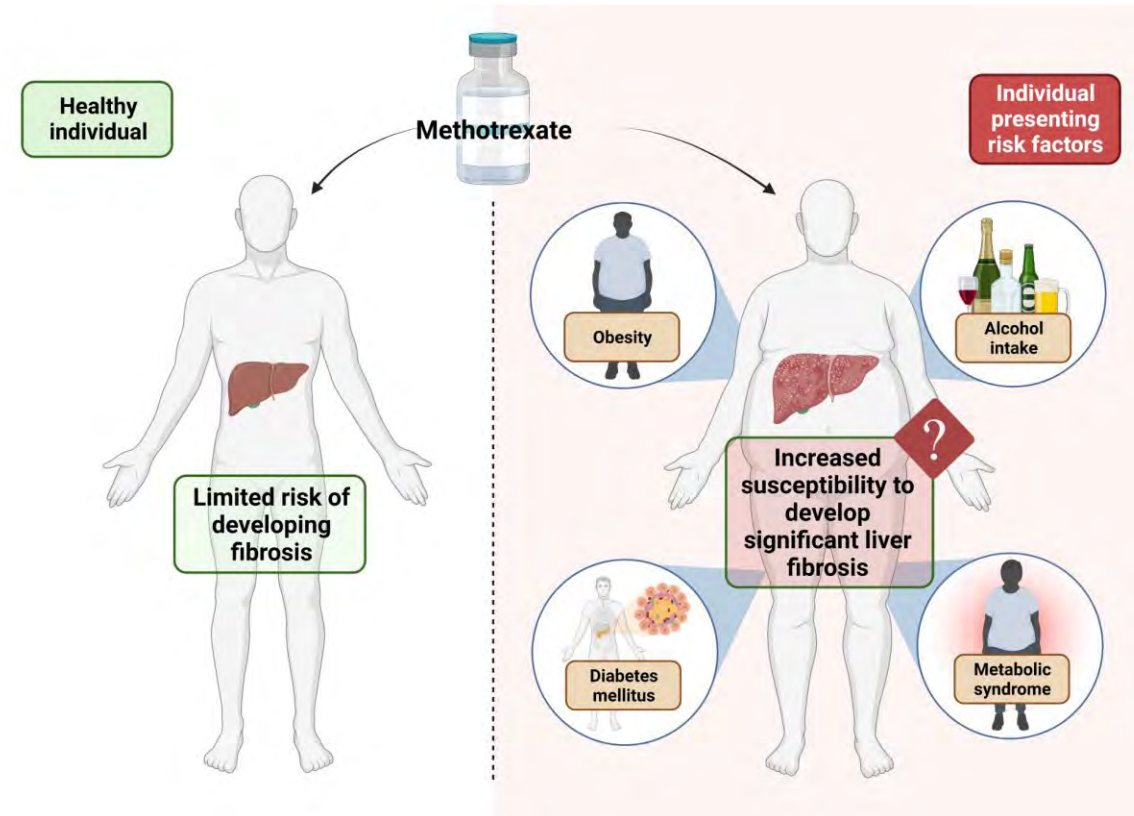 Healthy
individual
Methotrexate
Individual
presenting
risk factors
Obesity
Alcohol
intake
Limited risk of
developing
fibrosis
?
Increased
susceptibility to
develop
significant liver
fibrosis
Diabetes
mellitus
Metabolic
syndrome